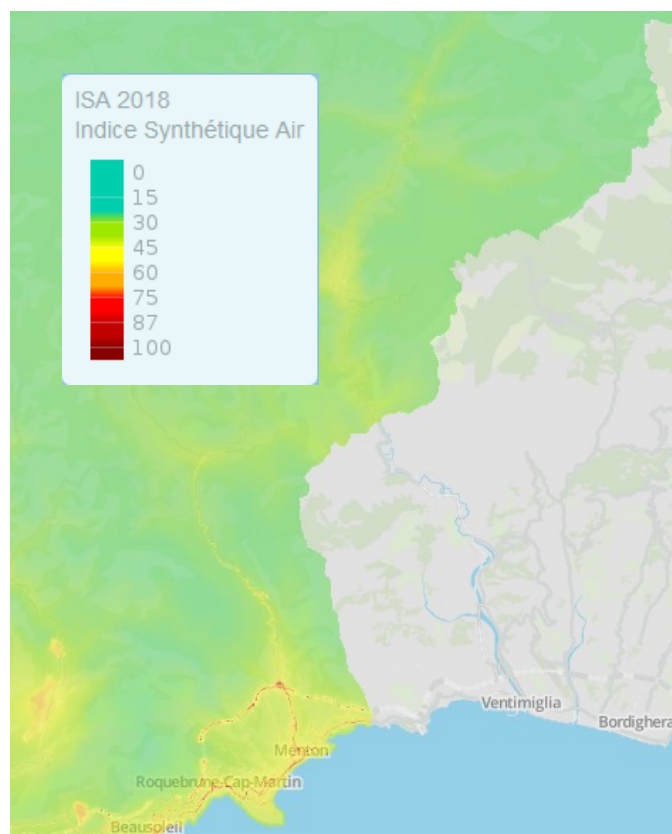 ISA 2018
Indice Synthétique Air
0
15
30
45
60
75
87
100
Ventimiglia
Bordighera
Menton
Roquebrune-Cap-Martin
Beausoleil